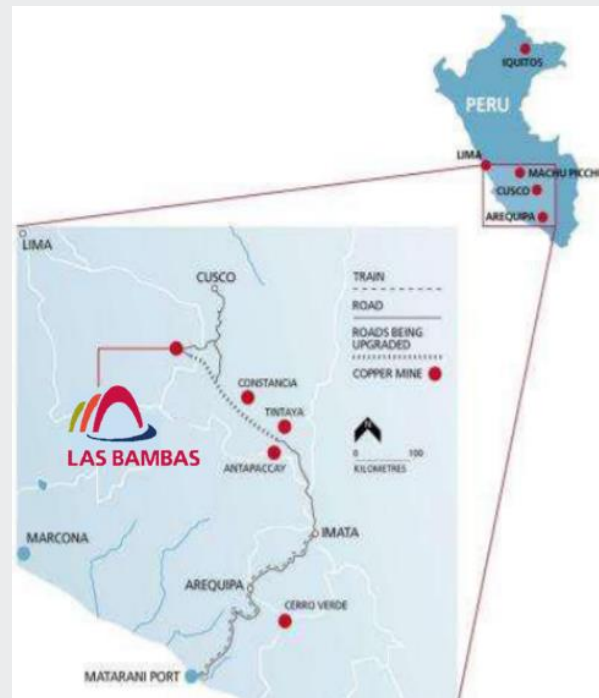 IQUITOS
PERU
LIMA
MACHU PICCHU
CUSCO
AREQUIPA
LIMA
CUSCO
TRAIN
ROAD
ROADS BEING
UPGRADED
COPPER MINE
CONSTANCIA
TINTAYA
LAS BAMBAS
ANTAPACCAY
N
0 100
KILOMETRES
MARCONA
IMATA
AREQUIPA
CERRO VERDE
MATARANI PORT